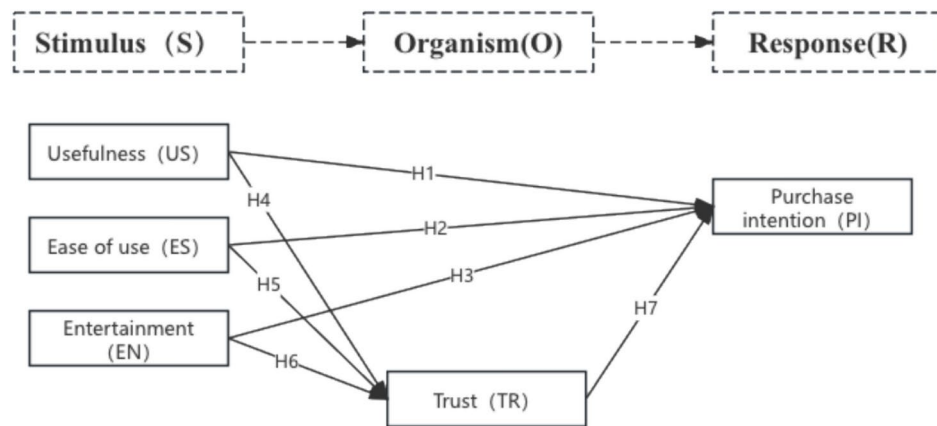 Stimulus（S）
Organism(O)
Response(R)
Usefulness（US）
H1
H4
Purchase
intention（PI）
Ease of use（ES）
H2
H5
H3
Entertainment
(EN)
H7
H6
Trust（TR）